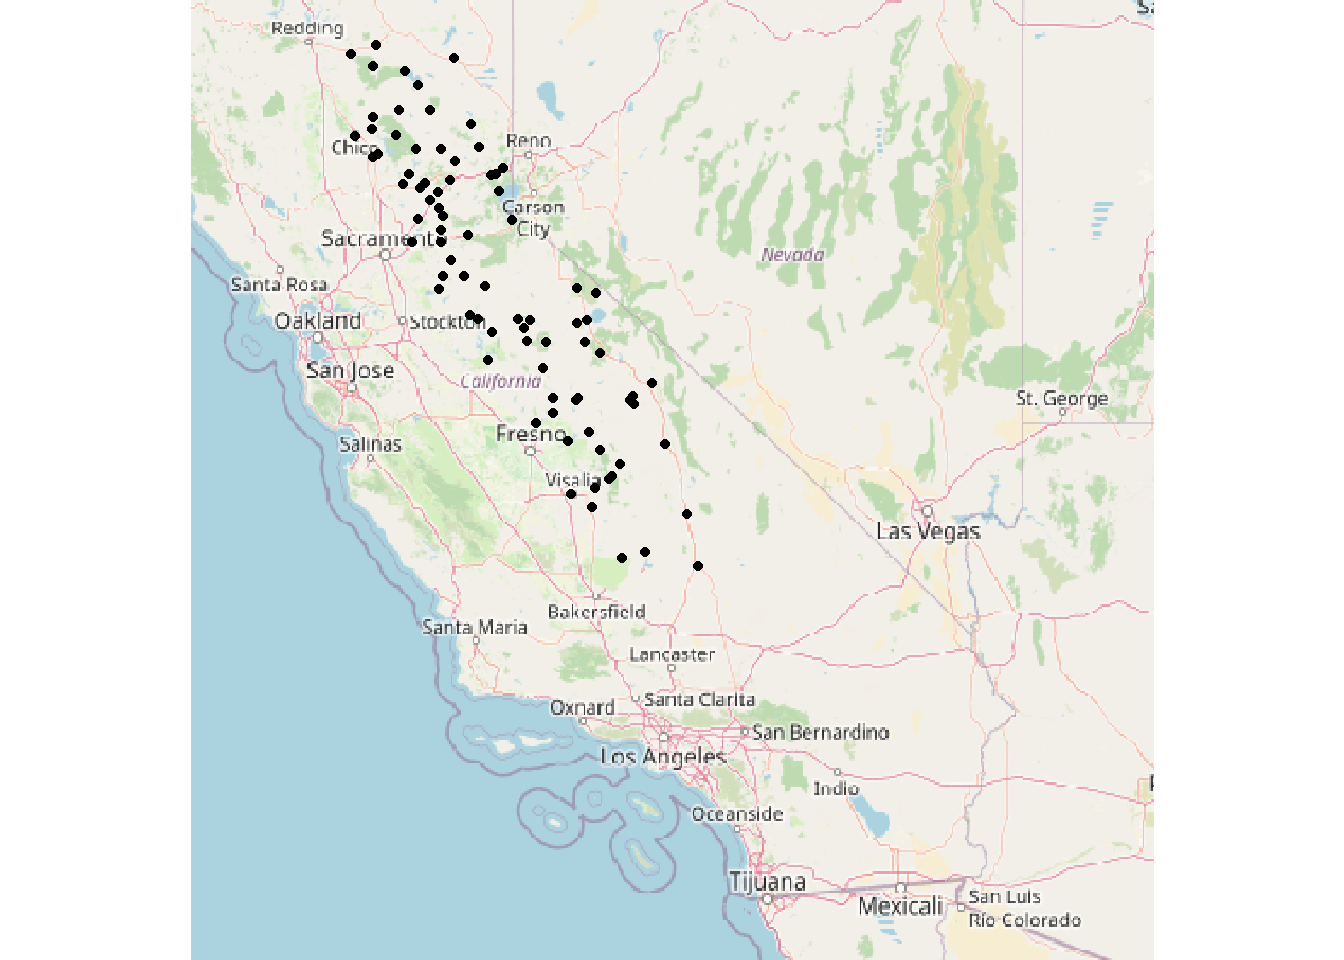 Sa
Redding
Reno
Chico
Carson
City
Sacramento
Nevada
Santa Rosa
Oakland
Stockton
San Jose
California
St. George
Salinas
Fresno
Visalia
Las Vegas
Bakersfield
Santa Maria
Lancaster
Santa Clarita
Oxnard
San Bernardino
Los Angeles
Indio
Oceanside
Tijuana
Mexicali
San Luis
Río Colorado